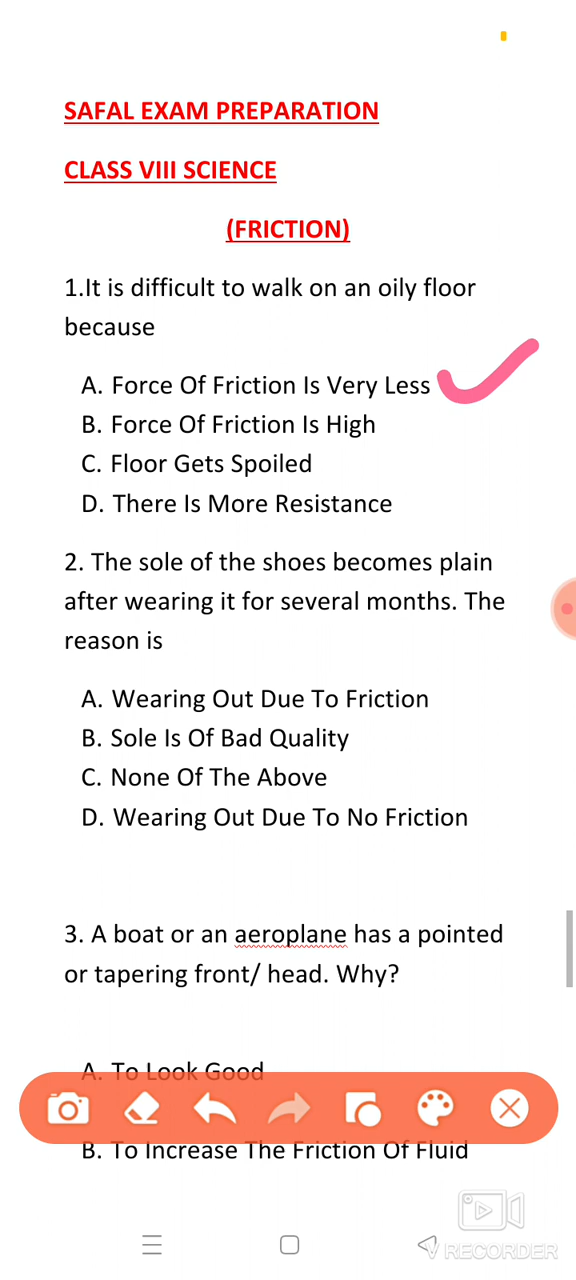 SAFAL EXAM PREPARATION
CLASS VIII SCIENCE
(FRICTION)
1.It is difficult to walk on an oily floor
because
A. Force Of Friction Is Very Less
B. Force Of Friction Is High
C. Floor Gets Spoiled
D. There Is More Resistance
2. The sole of the shoes becomes plain
after wearing it for several months. The
reason is
A. Wearing Out Due To Friction
B. Sole Is Of Bad Quality
C. None Of The Above
D. Wearing Out Due To No Friction
3. A boat or an aeroplane has a pointed
or tapering front/ head. Why?
A. To Look Good
B. To Increase The Friction Of Fluid
V RECORDER